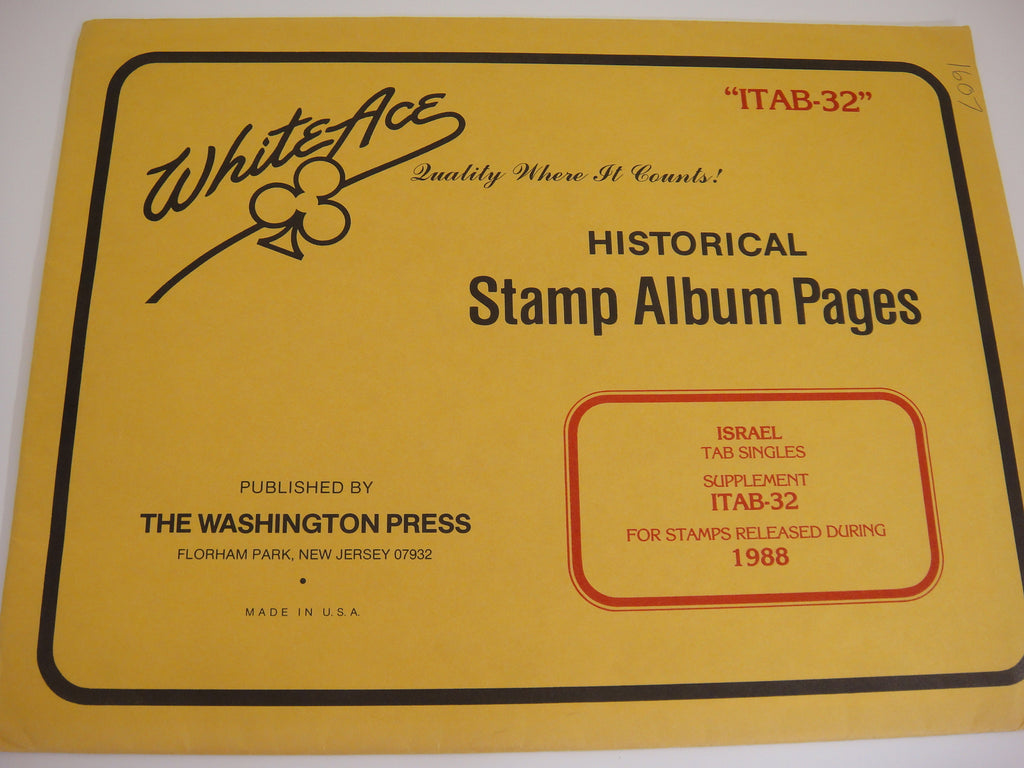 1607
"ITAB-32"
White Ace
Quality Where It Counts!
HISTORICAL
Stamp Album Pages
ISRAEL
TAB SINGLES
SUPPLEMENT
ITAB-32
FOR STAMPS RELEASED DURING
1988
PUBLISHED BY
THE WASHINGTON PRESS
FLORHAM PARK, NEW JERSEY 07932
•
MADE IN U.S.A.